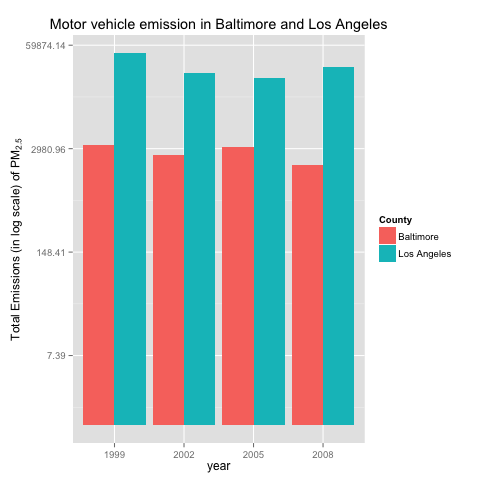 Motor vehicle emission in Baltimore and Los Angeles
Total Emissions (in log scale) of PM₂.₅
59874.14
2980.96
148.41
7.39
1999 2002 2005 2008
year
County
Baltimore
Los Angeles